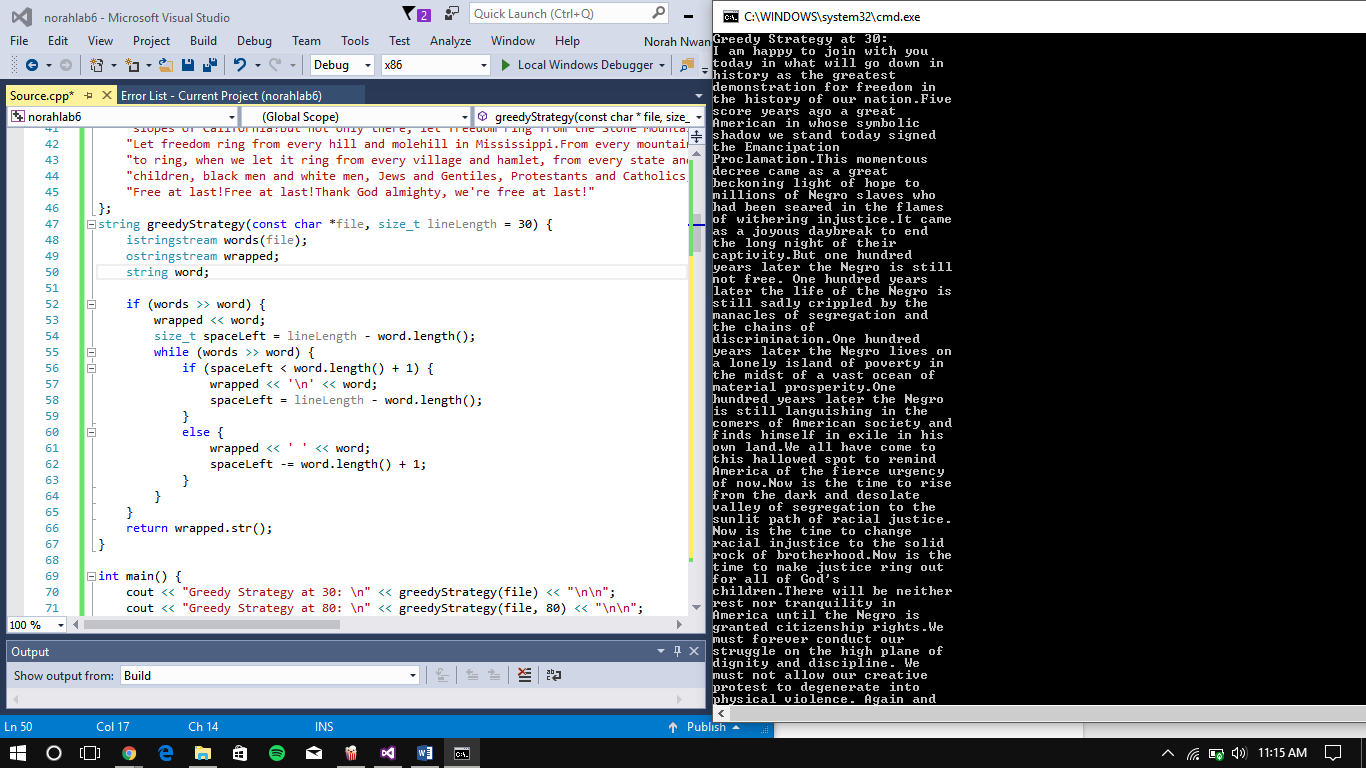 norahlab6 - Microsoft Visual Studio
2
Quick Launch (Ctrl+Q)
File Edit View Project Build Debug Team Tools Test Analyze Window Help Norah Nwan
Debug x86 Local Windows Debugger
Source.cpp* Error List - Current Project (norahlab6)
norahlab6 (Global Scope) greedyStrategy(const char * file, size_
41 "slopes of California!But not only there, let freedom ring from the Stone Mounta
42 "Let freedom ring from every hill and molehill in Mississippi.From every mountai
43 "to ring, when we let it ring from every village and hamlet, from every state an
44 "children, black men and white men, Jews and Gentiles, Protestants and Catholics,
45 "Free at last!Free at last!Thank God almighty, we're free at last!"
46 };
47 string greedyStrategy(const char *file, size_t lineLength = 30) {
48 istringstream words(file);
49 ostringstream wrapped;
50 string word;
51
52 if (words >> word) {
53 wrapped << word;
54 size_t spaceLeft = lineLength - word.length();
55 while (words >> word) {
56 if (spaceLeft < word.length() + 1) {
57 wrapped << '\n' << word;
58 spaceLeft = lineLength - word.length();
59 }
60 else {
61 wrapped << ' ' << word;
62 spaceLeft -= word.length() + 1;
63 }
64 }
65 }
66 return wrapped.str();
67 }
68
69 int main() {
70 cout << "Greedy Strategy at 30: \n" << greedyStrategy(file) << "\n\n";
71 cout << "Greedy Strategy at 80: \n" << greedyStrategy(file, 80) << "\n\n";
100 %
Output
Show output from: Build
Ln 50 Col 17 Ch 14 INS Publish
C:\WINDOWS\system32\cmd.exe
Greedy Strategy at 30:
I am happy to join with you
today in what will go down in
history as the greatest
demonstration for freedom in
the history of our nation.Five
score years ago a great
American in whose symbolic
shadow we stand today signed
the Emancipation
Proclamation.This momentous
decree came as a great
beckoning light of hope to
millions of Negro slaves who
had been seared in the flames
of withering injustice.It came
as a joyous daybreak to end
the long night of their
captivity.But one hundred
years later the Negro is still
not free. One hundred years
later the life of the Negro is
still sadly crippled by the
manacles of segregation and
the chains of
discrimination.One hundred
years later the Negro lives on
a lonely island of poverty in
the midst of a vast ocean of
material prosperity.One
hundred years later the Negro
is still languishing in the
comers of American society and
finds himself in exile in his
own land.We all have come to
this hallowed spot to remind
America of the fierce urgency
of now.Now is the time to rise
from the dark and desolate
valley of segregation to the
sunlit path of racial justice.
Now is the time to change
racial injustice to the solid
rock of brotherhood.Now is the
time to make justice ring out
for all of God's
children.There will be neither
rest nor tranquility in
America until the Negro is
granted citizenship rights.We
must forever conduct our
struggle on the high plane of
dignity and discipline. We
must not allow our creative
protest to degenerate into
physical violence. Again and
11:15 AM